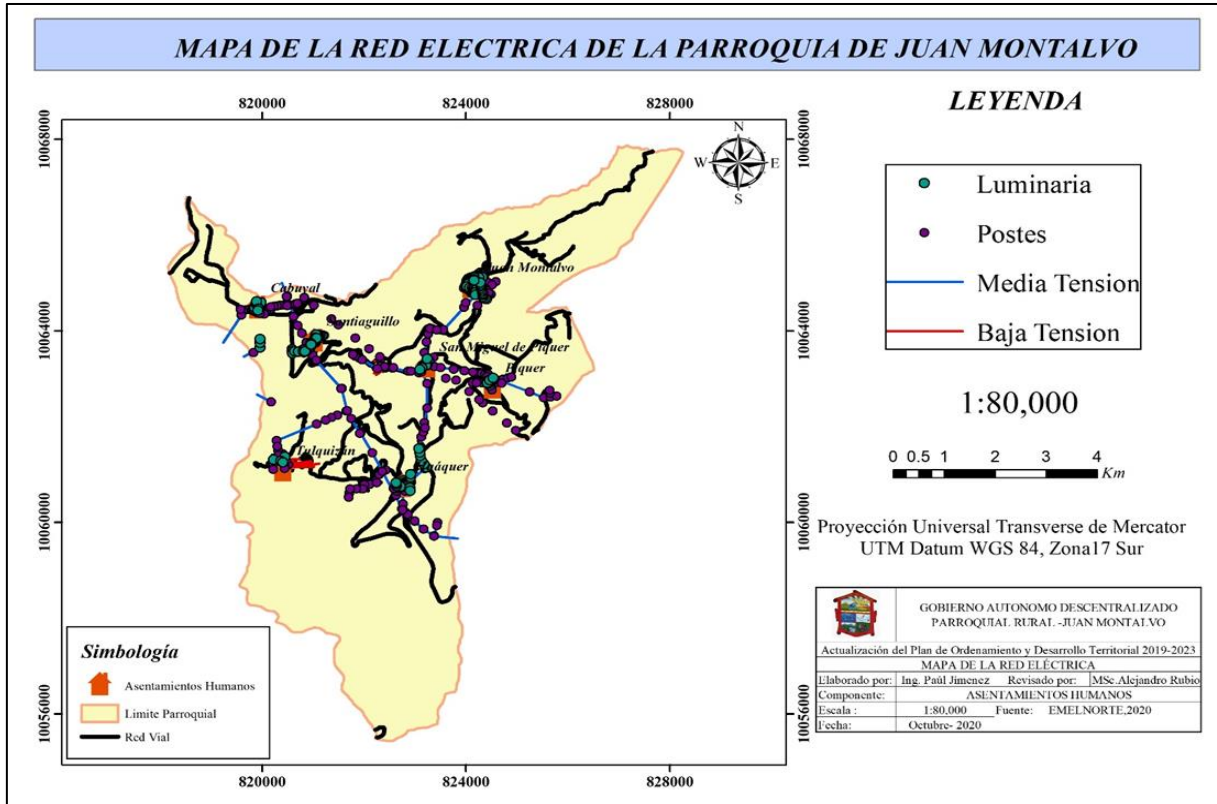 MAPA DE LA RED ELECTRICA DE LA PARROQUIA DE JUAN MONTALVO
820000 824000 828000
10068000
10064000
10060000
10056000
10068000
10064000
10060000
10056000
820000 824000 828000
N
W E
S
Juan Montalvo
Cabuyal
Santiaguillo
San Miguel de Piquer
Piquer
Tulquizán
Simbología
Asentamientos Humanos
Limite Parroquial
Red Vial
LEYENDA
Luminaria
Postes
Media Tension
Baja Tension
1:80,000
0 0.5 1 2 3 4
Km
Proyección Universal Transverse de Mercator
UTM Datum WGS 84, Zona17 Sur
GOBIERNO AUTONOMO DESCENTRALIZADO
PARROQUIAL RURAL -JUAN MONTALVO
Actualización del Plan de Ordenamiento y Desarrollo Territorial 2019-2023
MAPA DE LA RED ELÉCTRICA
Elaborado por: Ing. Paúl Jimenez Revisado por: MSc.Alejandro Rubio
Componente: ASENTAMIENTOS HUMANOS
Escala : 1:80,000 Fuente: EMELNORTE,2020
Fecha: Octubre- 2020